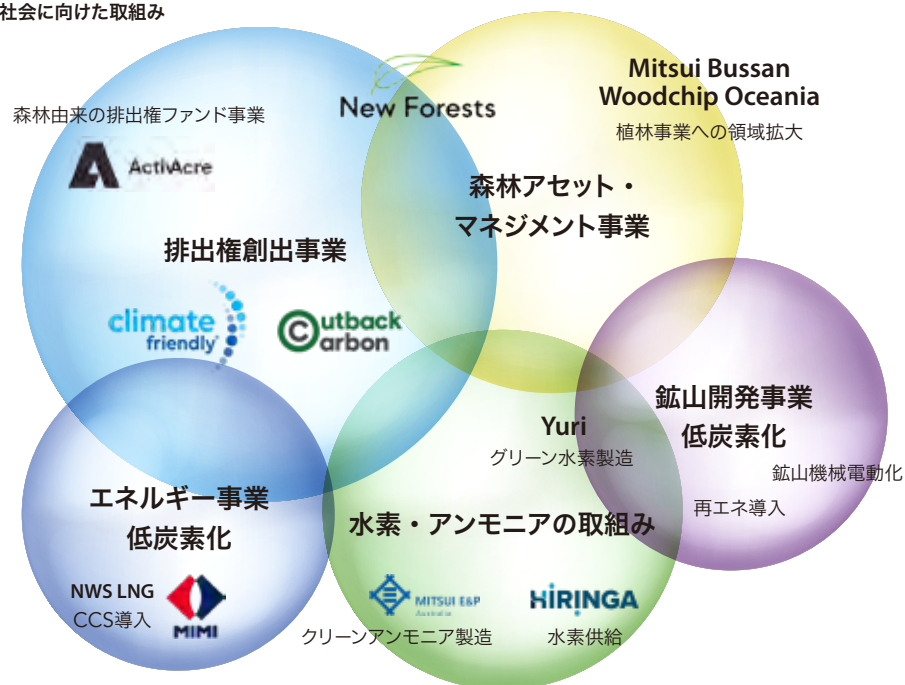 社会に向けた取組み
New Forests
Mitsui Bussan
Woodchip Oceania
植林事業への領域拡大
森林由来の排出権ファンド事業
ActivAcre
森林アセット・
マネジメント事業
排出権創出事業
climate
friendly
Outback
Carbon
鉱山開発事業
低炭素化
鉱山機械電動化
再エネ導入
Yuri
グリーン水素製造
エネルギー事業
低炭素化
水素・アンモニアの取組み
NWS LNG
CCS導入
MIMI
MITSUI E&P
Australia
クリーンアンモニア製造
HIRINGA
水素供給